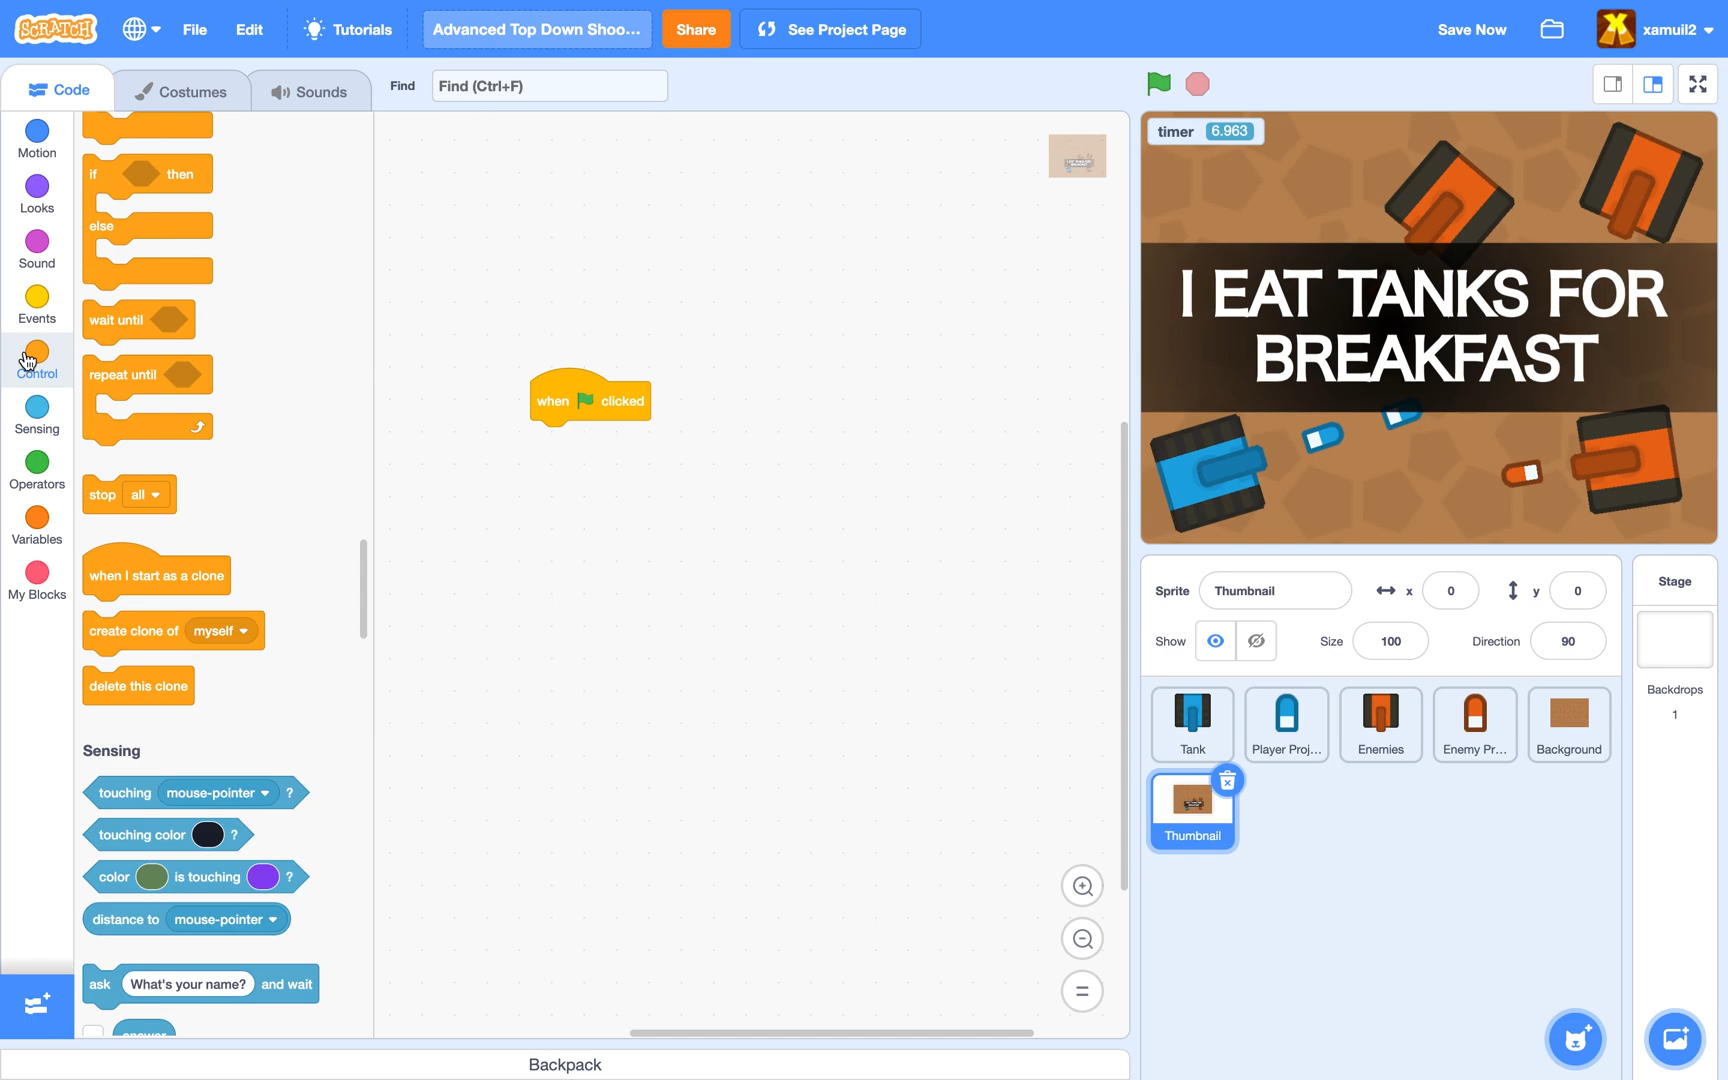 SCRATCH
File
Edit
Tutorials
Advanced Top Down Shoo...
Share
See Project Page
Save Now
xamuil2
Code
Costumes
Sounds
Find
Find (Ctrl+F)
Motion
Looks
Sound
Events
Control
Sensing
Operators
Variables
My Blocks
if then
else
wait until
repeat until
stop all
when I start as a clone
create clone of myself
delete this clone
Sensing
touching mouse-pointer ?
touching color ?
color is touching ?
distance to mouse-pointer
ask What's your name? and wait
answer
when clicked
timer 6.963
I EAT TANKS FOR
BREAKFAST
Sprite Thumbnail x 0 y 0
Show Size 100 Direction 90
Tank
Player Proj...
Enemies
Enemy Pr...
Background
Thumbnail
Stage
Backdrops
1
Backpack